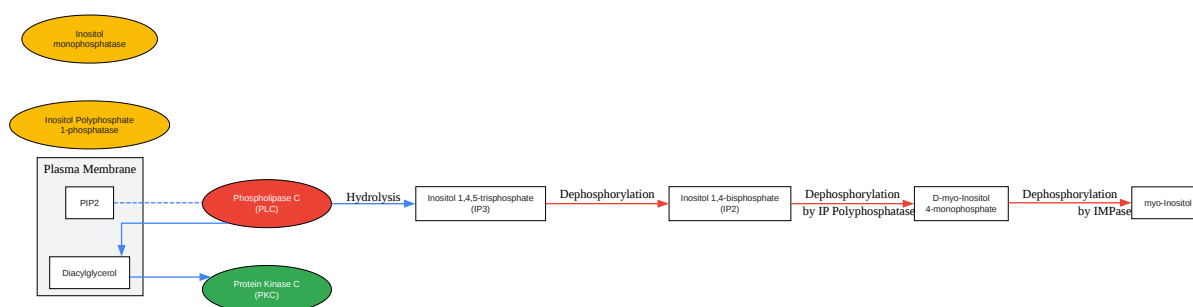 Inositol
monophosphatase
Inositol Polyphosphate
1-phosphatase
Plasma Membrane
PIP2
Phospholipase C
(PLC)
Hydrolysis
Inositol 1,4,5-trisphosphate
(IP3)
Dephosphorylation
Inositol 1,4-bisphosphate
(IP2)
Dephosphorylation
by IP Polyphosphatase
D-myo-Inositol
4-monophosphate
Dephosphorylation
by IMPase
myo-Inositol
Diacylglycerol
Protein Kinase C
(PKC)